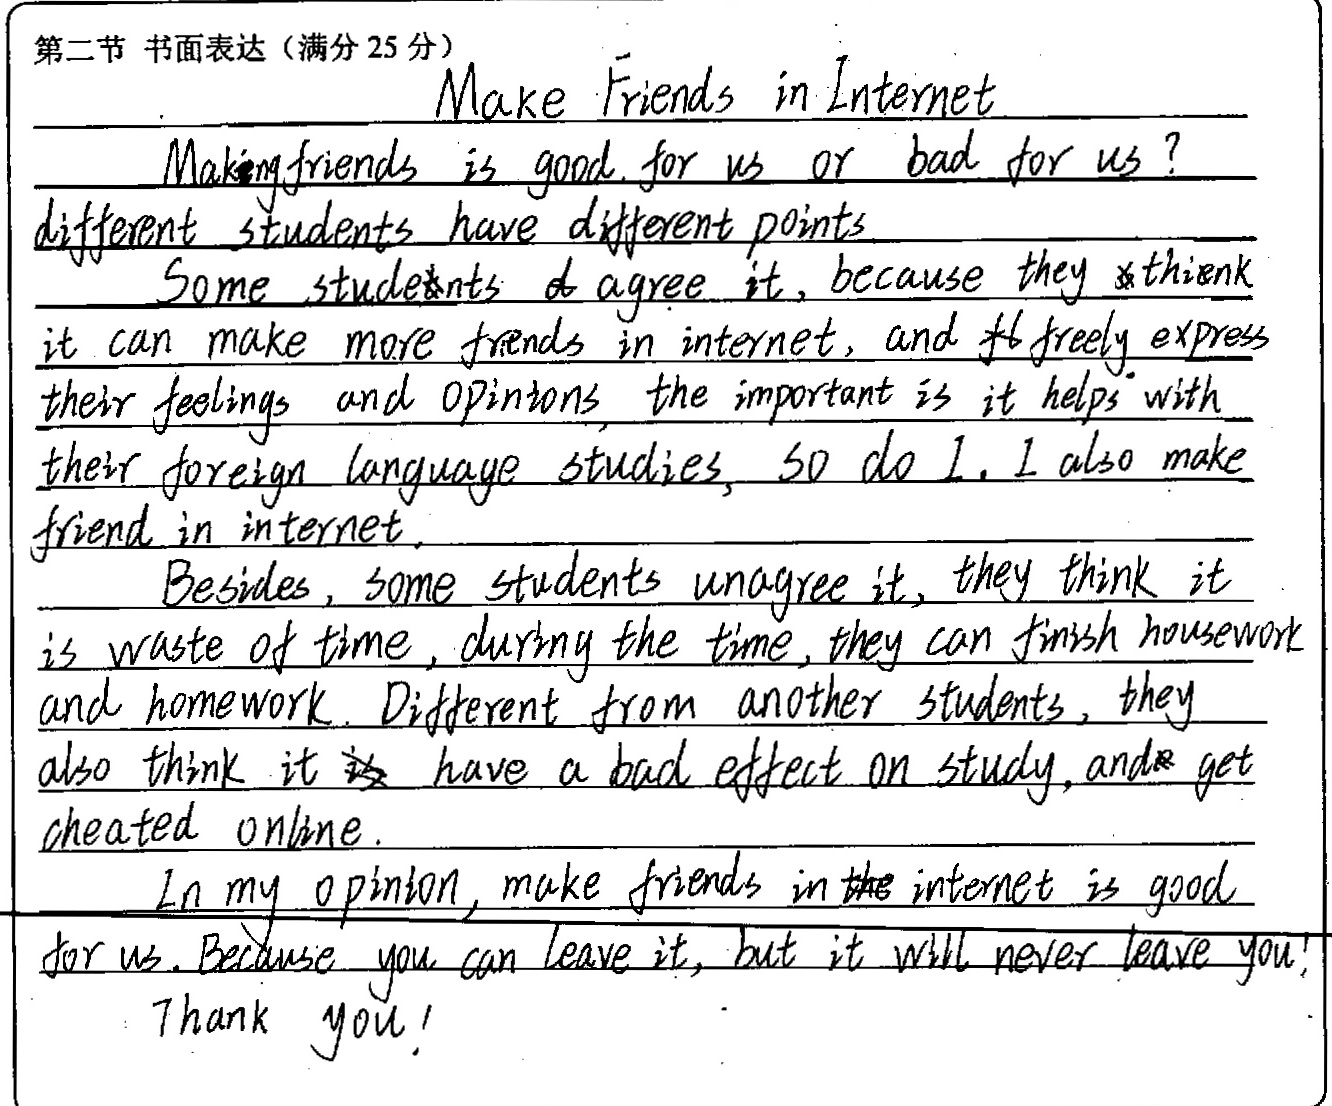 第二节 书面表达（满分 25 分）
Make Friends in Internet
Making friends is good for us or bad for us?
different students have different points
Some students agree it, because they think
it can make more friends in internet, and freely express
their feelings and opinions, the important is it helps with
their foreign language studies, so do I. I also make
friend in internet.
Besides, some students unagree it, they think it
is waste of time, during the time, they can finish housework
and homework. Different from another students, they
also think it have a bad effect on study, and get
cheated online.
In my opinion, make friends in internet is good
for us. Because you can leave it, but it will never leave you!
Thank you!